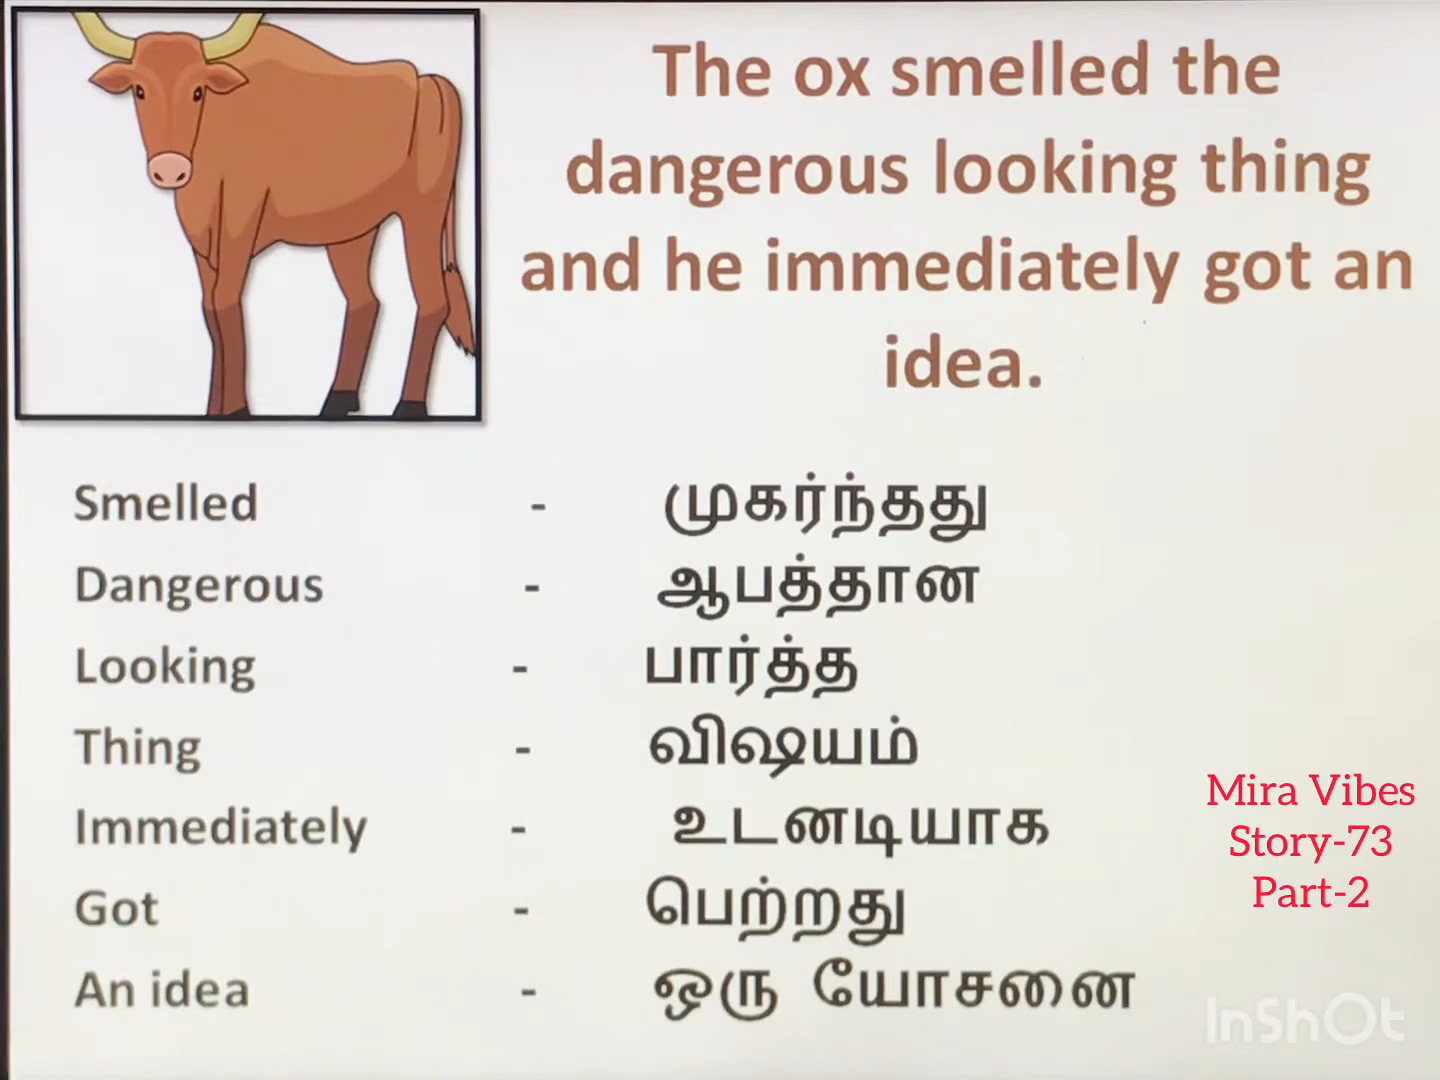 The ox smelled the
dangerous looking thing
and he immediately got an
idea.
Smelled - முகர்ந்தது
Dangerous - ஆபத்தான
Looking - பார்த்த
Thing - விஷயம்
Immediately - உடனடியாக
Got - பெற்றது
An idea - ஒரு யோசனை
Mira Vibes
Story-73
Part-2
InShOt